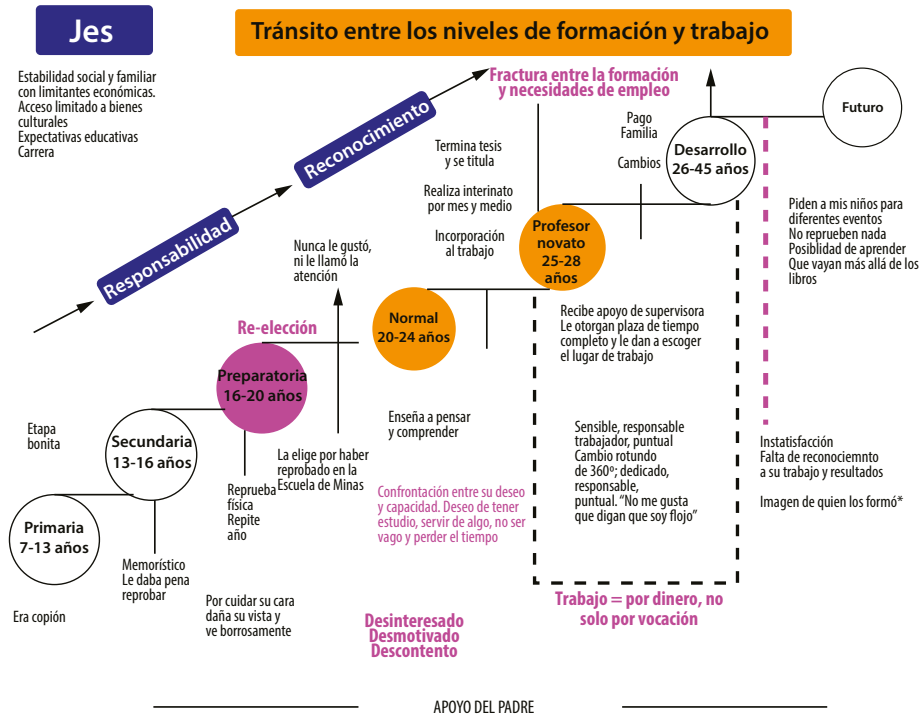 Jes
Tránsito entre los niveles de formación y trabajo
Estabilidad social y familiar
con limitantes económicas.
Acceso limitado a bienes
culturales
Expectativas educativas
Carrera
Responsabilidad
Reconocimiento
Fractura entre la formación
y necesidades de empleo
Termina tesis
y se titula
Realiza interinato
por mes y medio
Incorporación
al trabajo
Pago
Familia
Cambios
Desarrollo
26-45 años
Futuro
Nunca le gustó,
ni le llamó la
atención
Re-elección
Normal
20-24 años
Profesor
novato
25-28
años
Piden a mis niños para
diferentes eventos
No reprueben nada
Posiblidad de aprender
Que vayan más allá de los
libros
Recibe apoyo de supervisora
Le otorgan plaza de tiempo
completo y le dan a escoger
el lugar de trabajo
Preparatoria
16-20 años
Etapa
bonita
Secundaria
13-16 años
Enseña a pensar
y comprender
La elige por haber
reprobado en la
Escuela de Minas
Sensible, responsable
trabajador, puntual
Cambio rotundo
de 360º; dedicado,
responsable,
puntual. “No me gusta
que digan que soy flojo”
Instatisfacción
Falta de reconociemnto
a su trabajo y resultados
Imagen de quien los formó*
Reprueba
física
Repite
año
Confrontación entre su deseo
y capacidad. Deseo de tener
estudio, servir de algo, no ser
vago y perder el tiempo
Primaria
7-13 años
Memorístico
Le daba pena
reprobar
Era copión
Por cuidar su cara
daña su vista y
ve borrosamente
Desinteresado
Desmotivado
Descontento
Trabajo = por dinero, no
solo por vocación
APOYO DEL PADRE